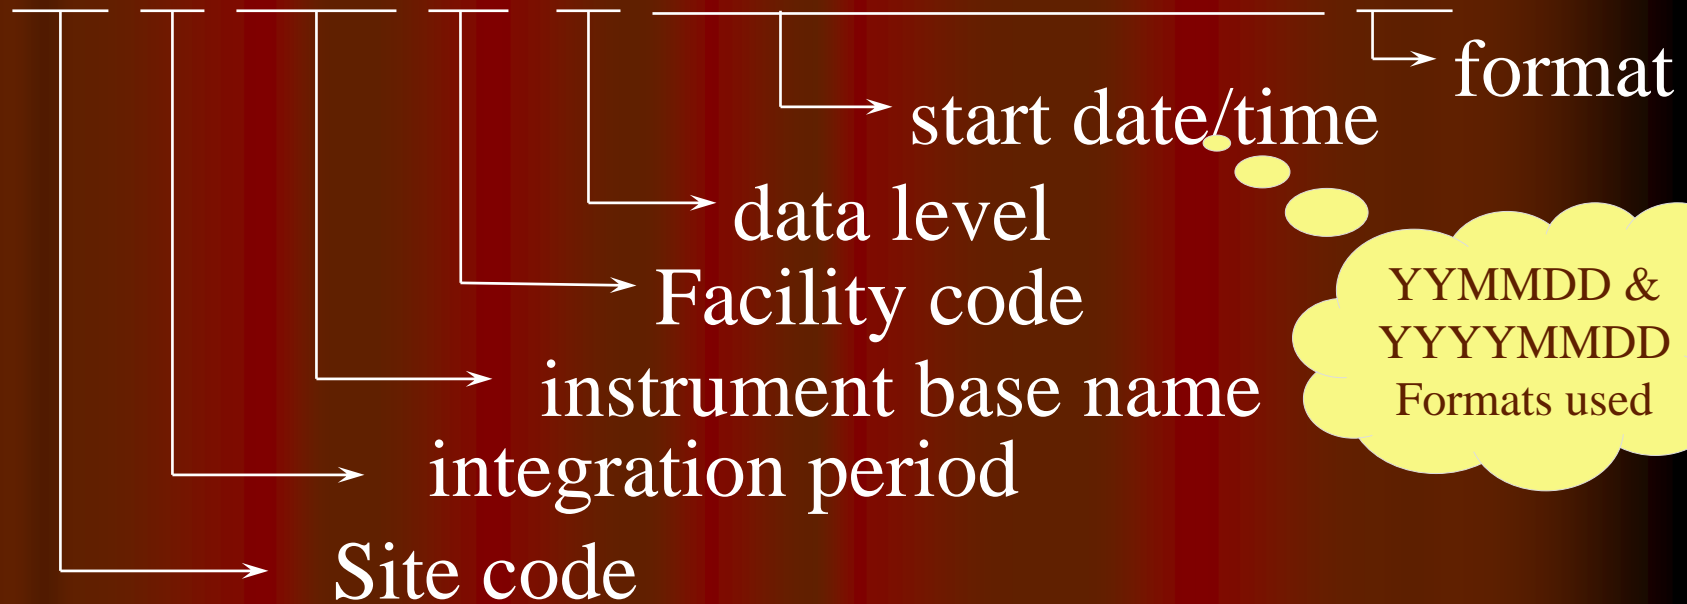 format
start date/time
data level
Facility code
YYMMDD &
YYYYMMDD
Formats used
instrument base name
integration period
Site code